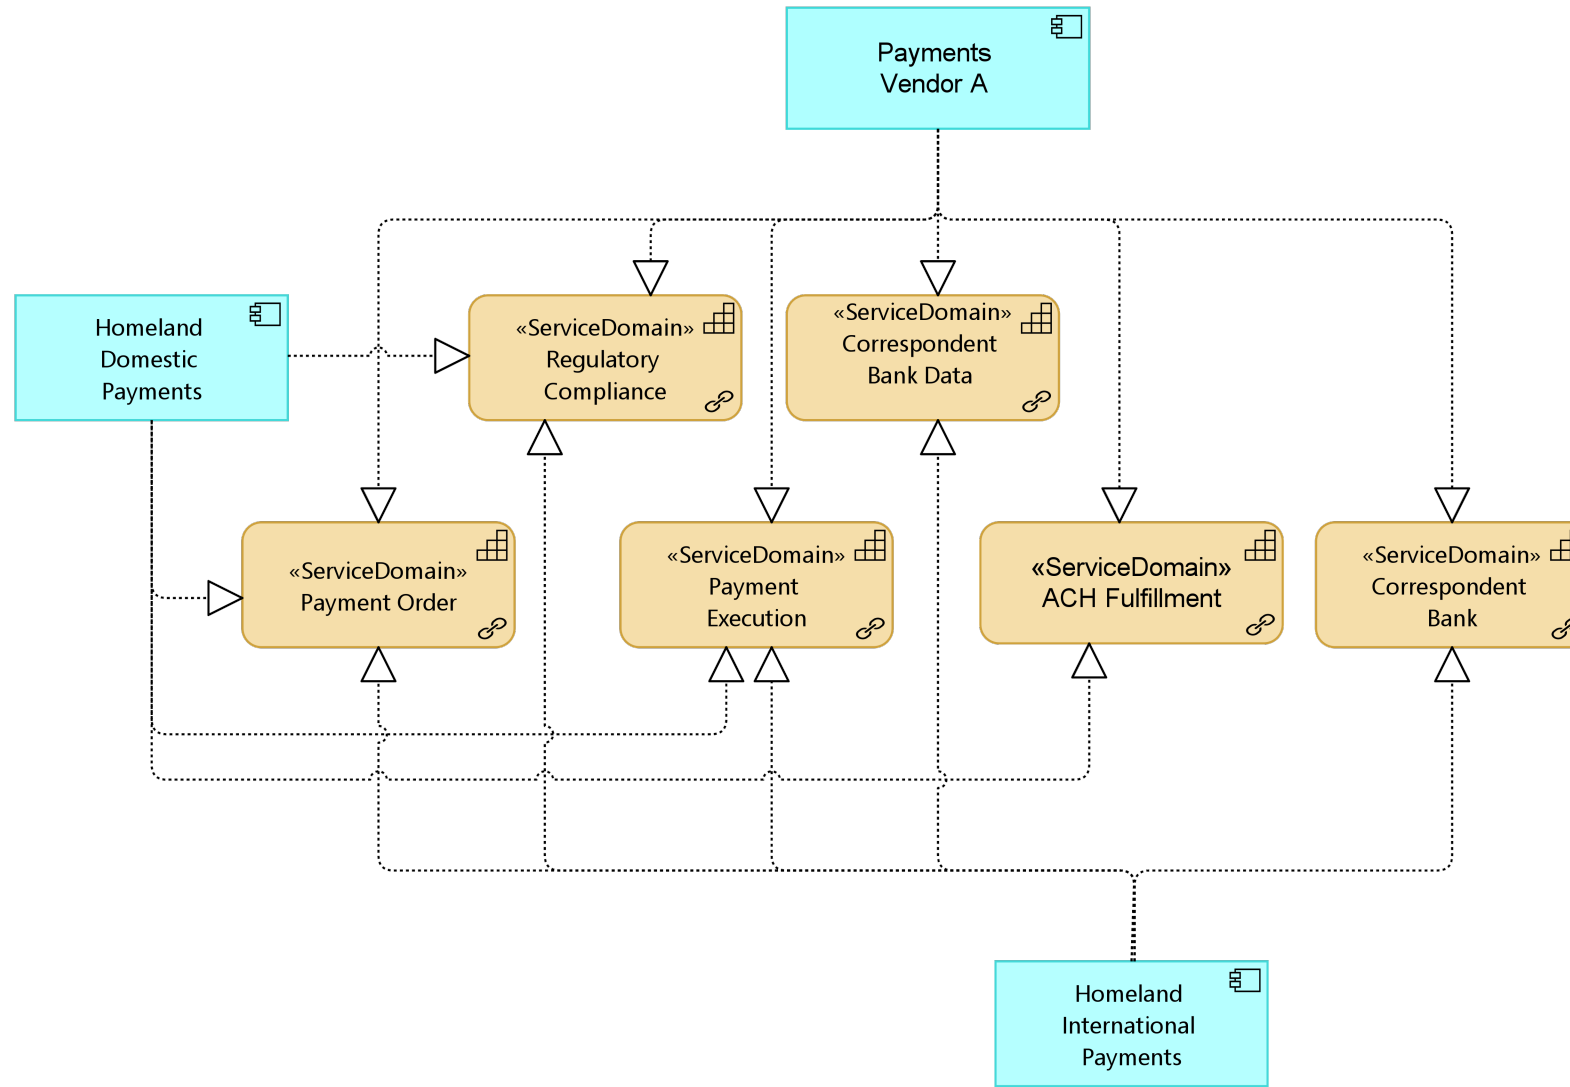 Payments
Vendor A
Homeland
Domestic
Payments
«ServiceDomain»
Regulatory
Compliance
«ServiceDomain»
Correspondent
Bank Data
«ServiceDomain»
Payment Order
«ServiceDomain»
Payment
Execution
«ServiceDomain»
ACH Fulfillment
«ServiceDomain»
Correspondent
Bank
Homeland
International
Payments